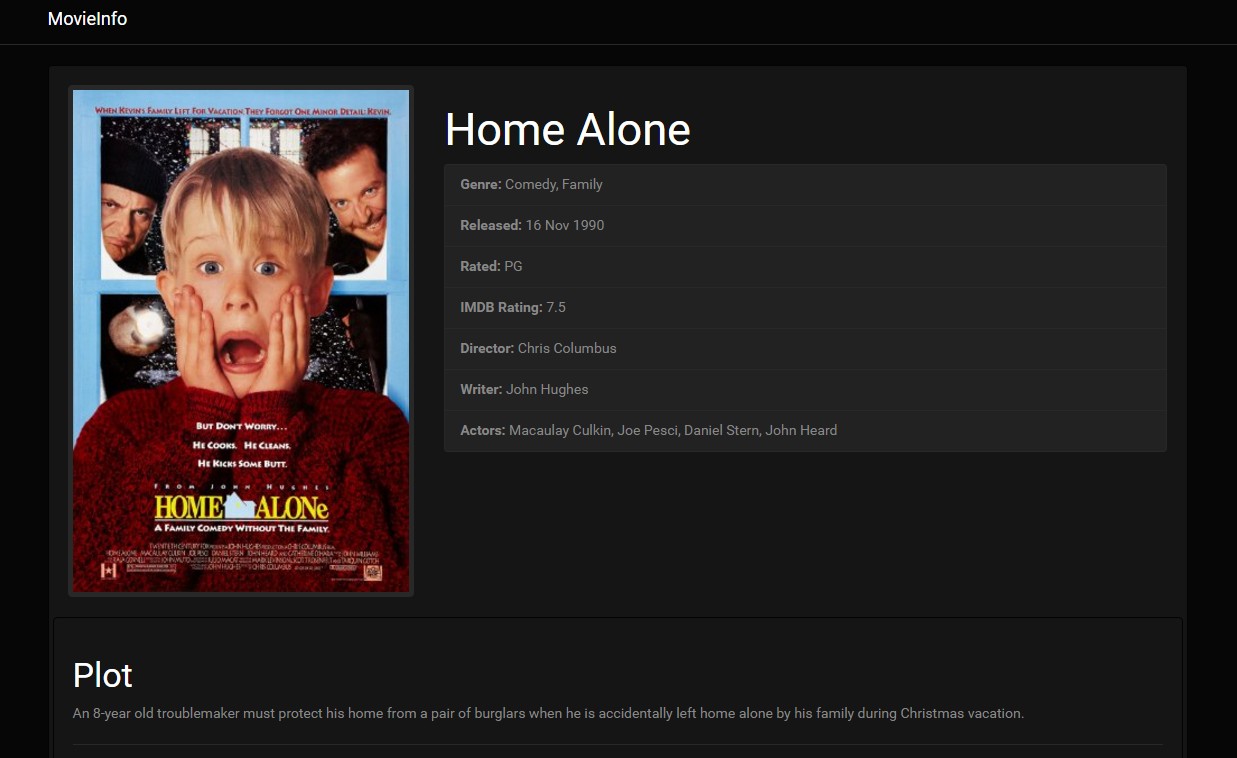 MovieInfo
WHEN KEVIN'S FAMILY LEFT FOR VACATION, THEY FORGOT ONE MINOR DETAIL: KEVIN.
BUT DON'T WORRY...
HE COOKS. HE CLEANS.
HE KICKS SOME BUTT.
FROM JOHN HUGHES
HOME ALONe
A FAMILY COMEDY WITHOUT THE FAMILY.
Home Alone
Genre: Comedy, Family
Released: 16 Nov 1990
Rated: PG
IMDB Rating: 7.5
Director: Chris Columbus
Writer: John Hughes
Actors: Macaulay Culkin, Joe Pesci, Daniel Stern, John Heard
Plot
An 8-year old troublemaker must protect his home from a pair of burglars when he is accidentally left home alone by his family during Christmas vacation.